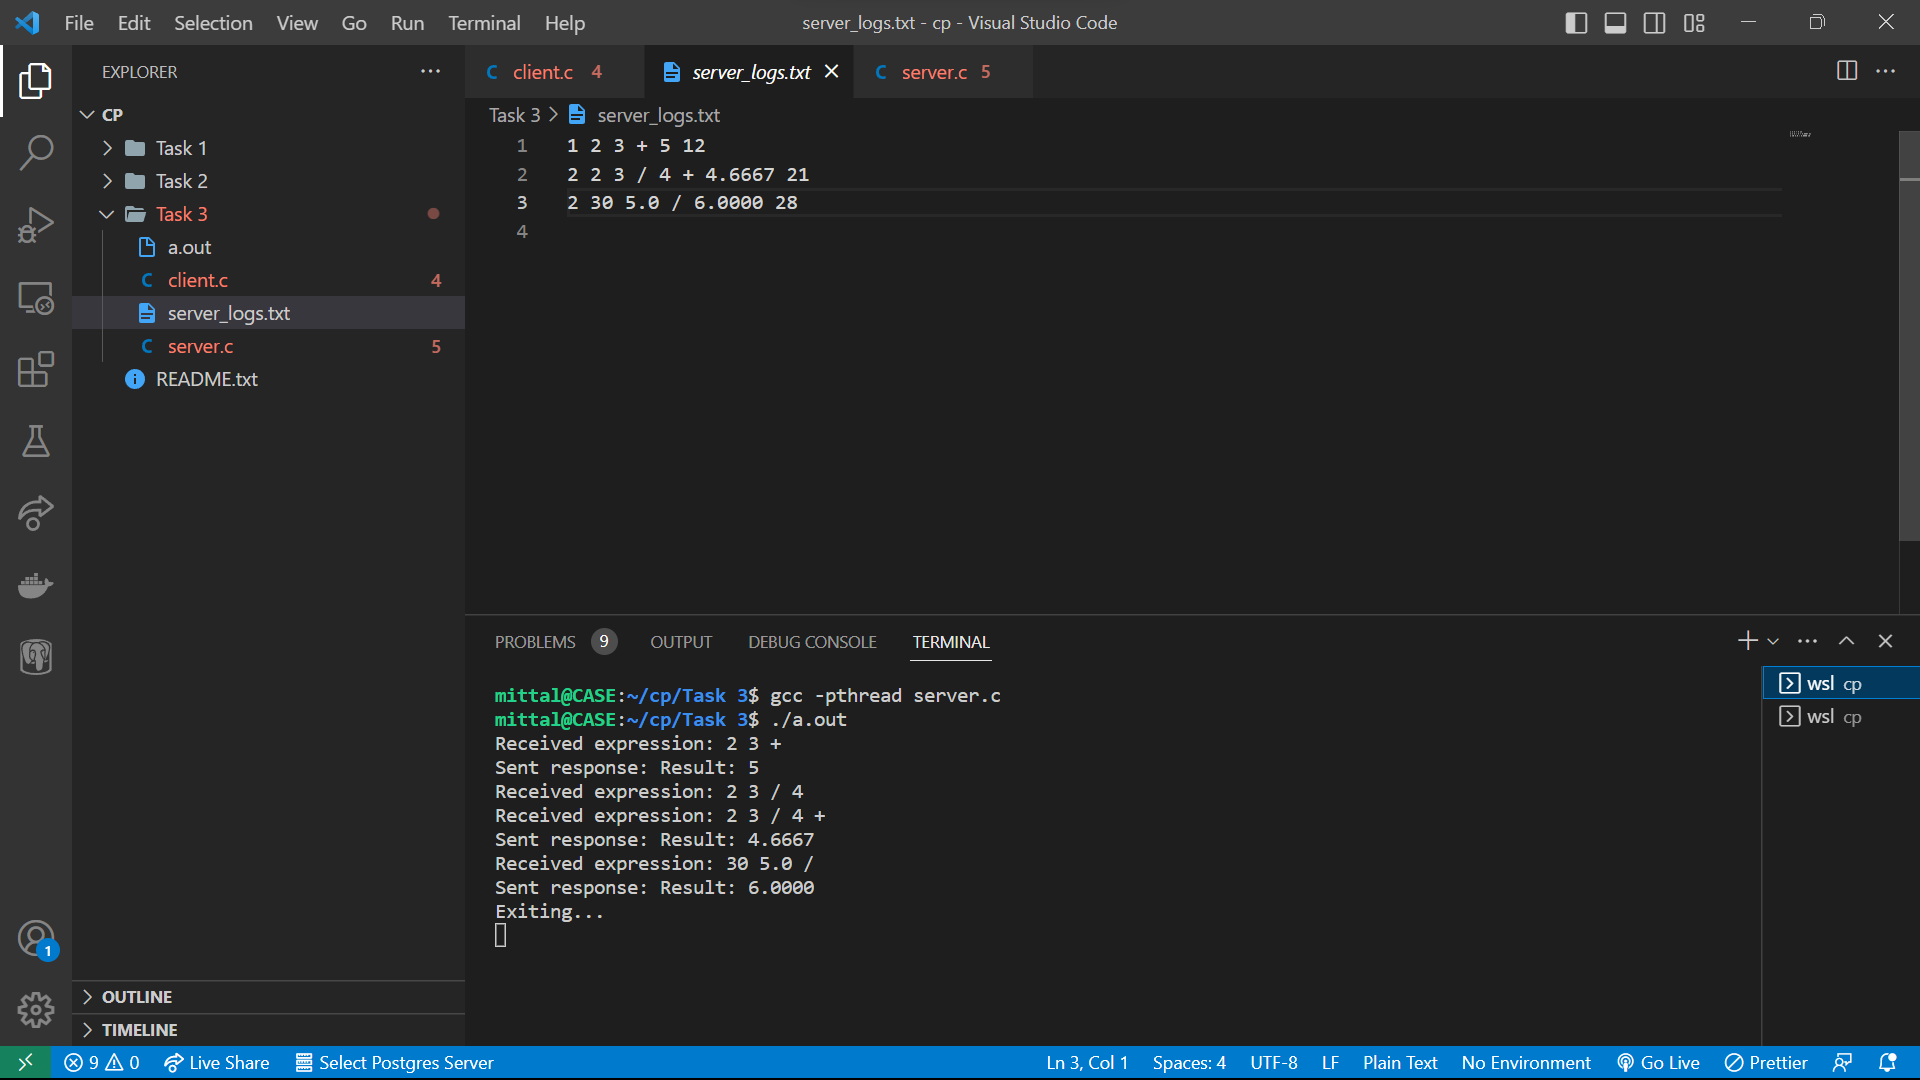 File Edit Selection View Go Run Terminal Help server_logs.txt - cp - Visual Studio Code
EXPLORER
CP
Task 1
Task 2
Task 3
a.out
client.c 4
server_logs.txt
server.c 5
README.txt
OUTLINE
TIMELINE
1
client.c 4 server_logs.txt server.c 5
Task 3 > server_logs.txt
1 1 2 3 + 5 12
2 2 2 3 / 4 + 4.6667 21
3 2 30 5.0 / 6.0000 28
4
PROBLEMS 9 OUTPUT DEBUG CONSOLE TERMINAL
mittal@CASE:~/cp/Task 3$ gcc -pthread server.c
mittal@CASE:~/cp/Task 3$ ./a.out
Received expression: 2 3 +
Sent response: Result: 5
Received expression: 2 3 / 4
Received expression: 2 3 / 4 +
Sent response: Result: 4.6667
Received expression: 30 5.0 /
Sent response: Result: 6.0000
Exiting...
wsl cp
wsl cp
9 0 Live Share Select Postgres Server Ln 3, Col 1 Spaces: 4 UTF-8 LF Plain Text No Environment Go Live Prettier